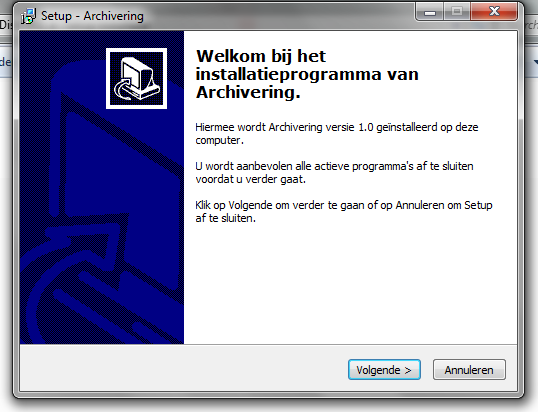 Setup - Archivering
Welkom bij het
installatieprogramma van
Archivering.
Hiermee wordt Archivering versie 1.0 geïnstalleerd op deze
computer.
U wordt aanbevolen alle actieve programma's af te sluiten
voordat u verder gaat.
Klik op Volgende om verder te gaan of op Annuleren om Setup
af te sluiten.
Volgende >
Annuleren